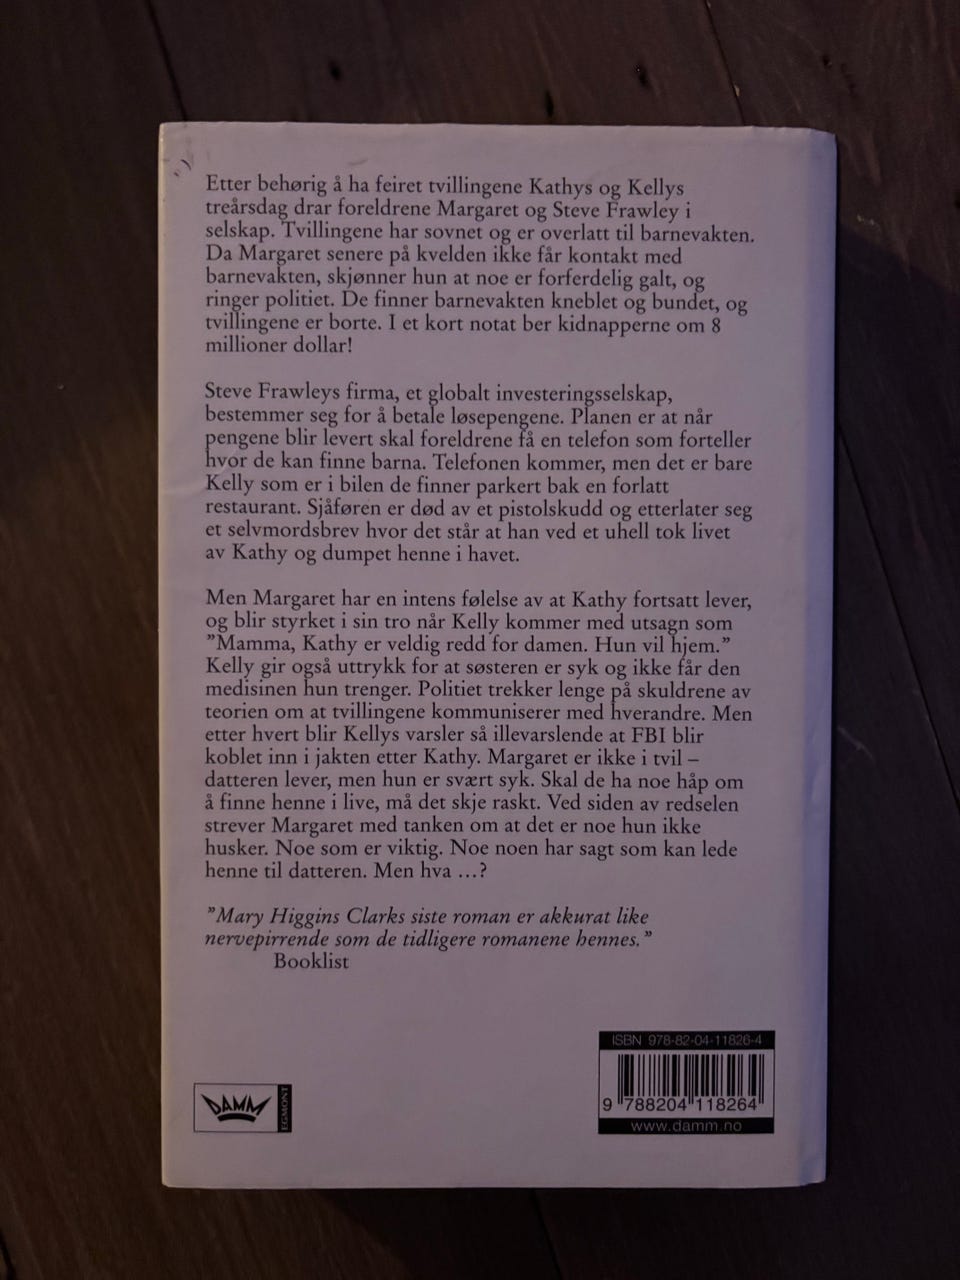 Etter behørig å ha feiret tvillingene Kathys og Kellys
treårsdag drar foreldrene Margaret og Steve Frawley i
selskap. Tvillingene har sovnet og er overlatt til barnevakten.
Da Margaret senere på kvelden ikke får kontakt med
barnevakten, skjønner hun at noe er forferdelig galt, og
ringer politiet. De finner barnevakten kneblet og bundet, og
tvillingene er borte. I et kort notat ber kidnapperne om 8
millioner dollar!
Steve Frawleys firma, et globalt investeringsselskap,
bestemmer seg for å betale løsepengene. Planen er at når
pengene blir levert skal foreldrene få en telefon som forteller
hvor de kan finne barna. Telefonen kommer, men det er bare
Kelly som er i bilen de finner parkert bak en forlatt
restaurant. Sjåføren er død av et pistolskudd og etterlater seg
et selvmordsbrev hvor det står at han ved et uhell tok livet
av Kathy og dumpet henne i havet.
Men Margaret har en intens følelse av at Kathy fortsatt lever,
og blir styrket i sin tro når Kelly kommer med utsagn som
”Mamma, Kathy er veldig redd for damen. Hun vil hjem.”
Kelly gir også uttrykk for at søsteren er syk og ikke får den
medisinen hun trenger. Politiet trekker lenge på skuldrene av
teorien om at tvillingene kommuniserer med hverandre. Men
etter hvert blir Kellys varsler så illevarslende at FBI blir
koblet inn i jakten etter Kathy. Margaret er ikke i tvil –
datteren lever, men hun er svært syk. Skal de ha noe håp om
å finne henne i live, må det skje raskt. Ved siden av redselen
strever Margaret med tanken om at det er noe hun ikke
husker. Noe som er viktig. Noe noen har sagt som kan lede
henne til datteren. Men hva …?
”Mary Higgins Clarks siste roman er akkurat like
nervepirrende som de tidligere romanene hennes.”
Booklist
ISBN 978-82-04-11826-4
9 788204 118264
www.damm.no
DAMM
EGMONT